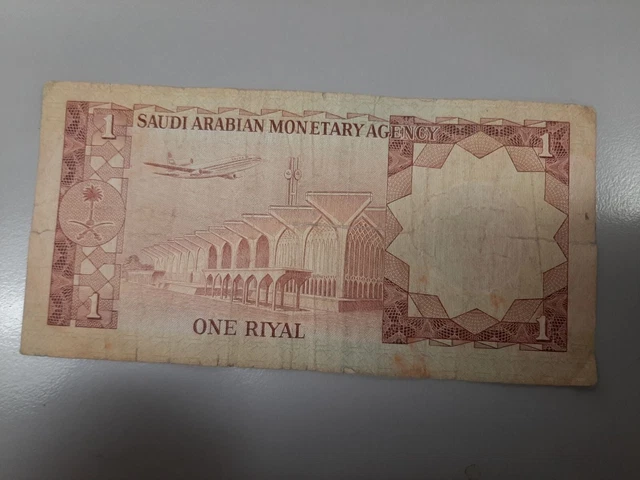 1 SAUDI ARABIAN MONETARY AGENCY 1
1 ONE RIYAL 1